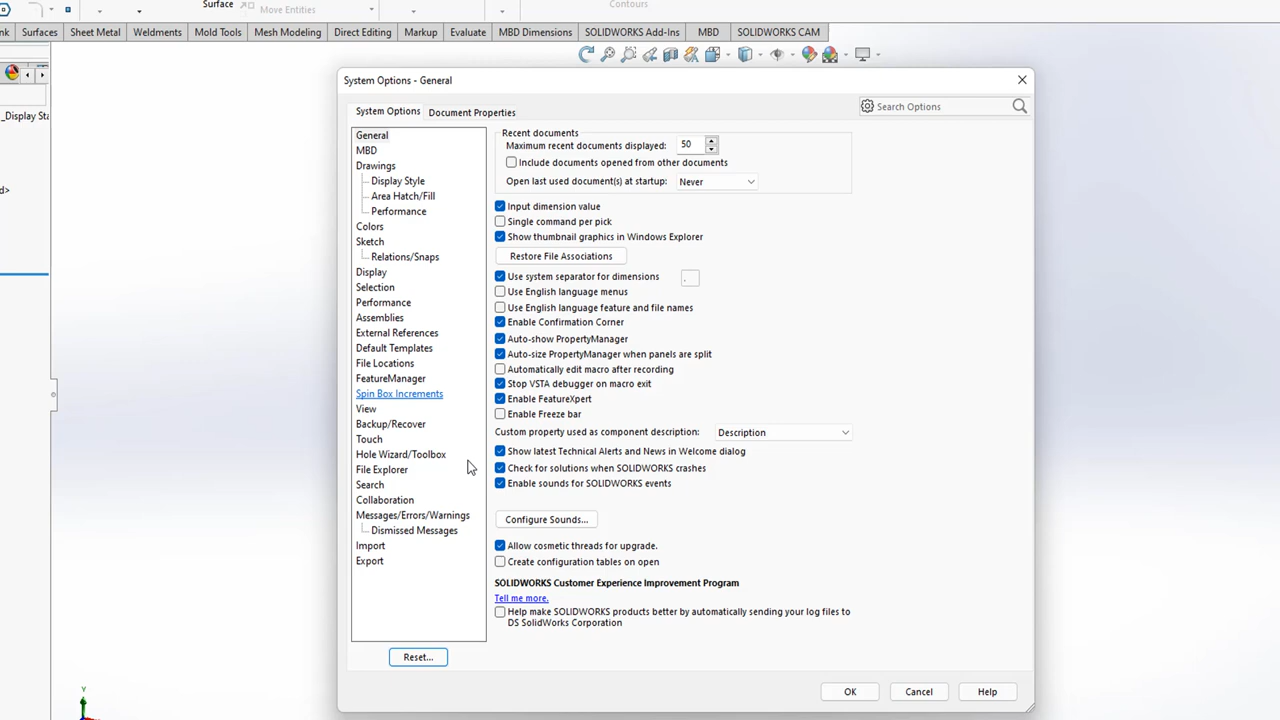 Surface
Move Entities
Contours
nk
Surfaces
Sheet Metal
Weldments
Mold Tools
Mesh Modeling
Direct Editing
Markup
Evaluate
MBD Dimensions
SOLIDWORKS Add-Ins
MBD
SOLIDWORKS CAM
_Display Sta
d>
System Options - General
System Options
Document Properties
Search Options
General
MBD
Drawings
Display Style
Area Hatch/Fill
Performance
Colors
Sketch
Relations/Snaps
Display
Selection
Performance
Assemblies
External References
Default Templates
File Locations
FeatureManager
Spin Box Increments
View
Backup/Recover
Touch
Hole Wizard/Toolbox
File Explorer
Search
Collaboration
Messages/Errors/Warnings
Dismissed Messages
Import
Export
Reset...
Recent documents
Maximum recent documents displayed: 50
Include documents opened from other documents
Open last used document(s) at startup: Never
Input dimension value
Single command per pick
Show thumbnail graphics in Windows Explorer
Restore File Associations
Use system separator for dimensions .
Use English language menus
Use English language feature and file names
Enable Confirmation Corner
Auto-show PropertyManager
Auto-size PropertyManager when panels are split
Automatically edit macro after recording
Stop VSTA debugger on macro exit
Enable FeatureXpert
Enable Freeze bar
Custom property used as component description: Description
Show latest Technical Alerts and News in Welcome dialog
Check for solutions when SOLIDWORKS crashes
Enable sounds for SOLIDWORKS events
Configure Sounds...
Allow cosmetic threads for upgrade.
Create configuration tables on open
SOLIDWORKS Customer Experience Improvement Program
Tell me more.
Help make SOLIDWORKS products better by automatically sending your log files to
DS SolidWorks Corporation
OK
Cancel
Help
Y